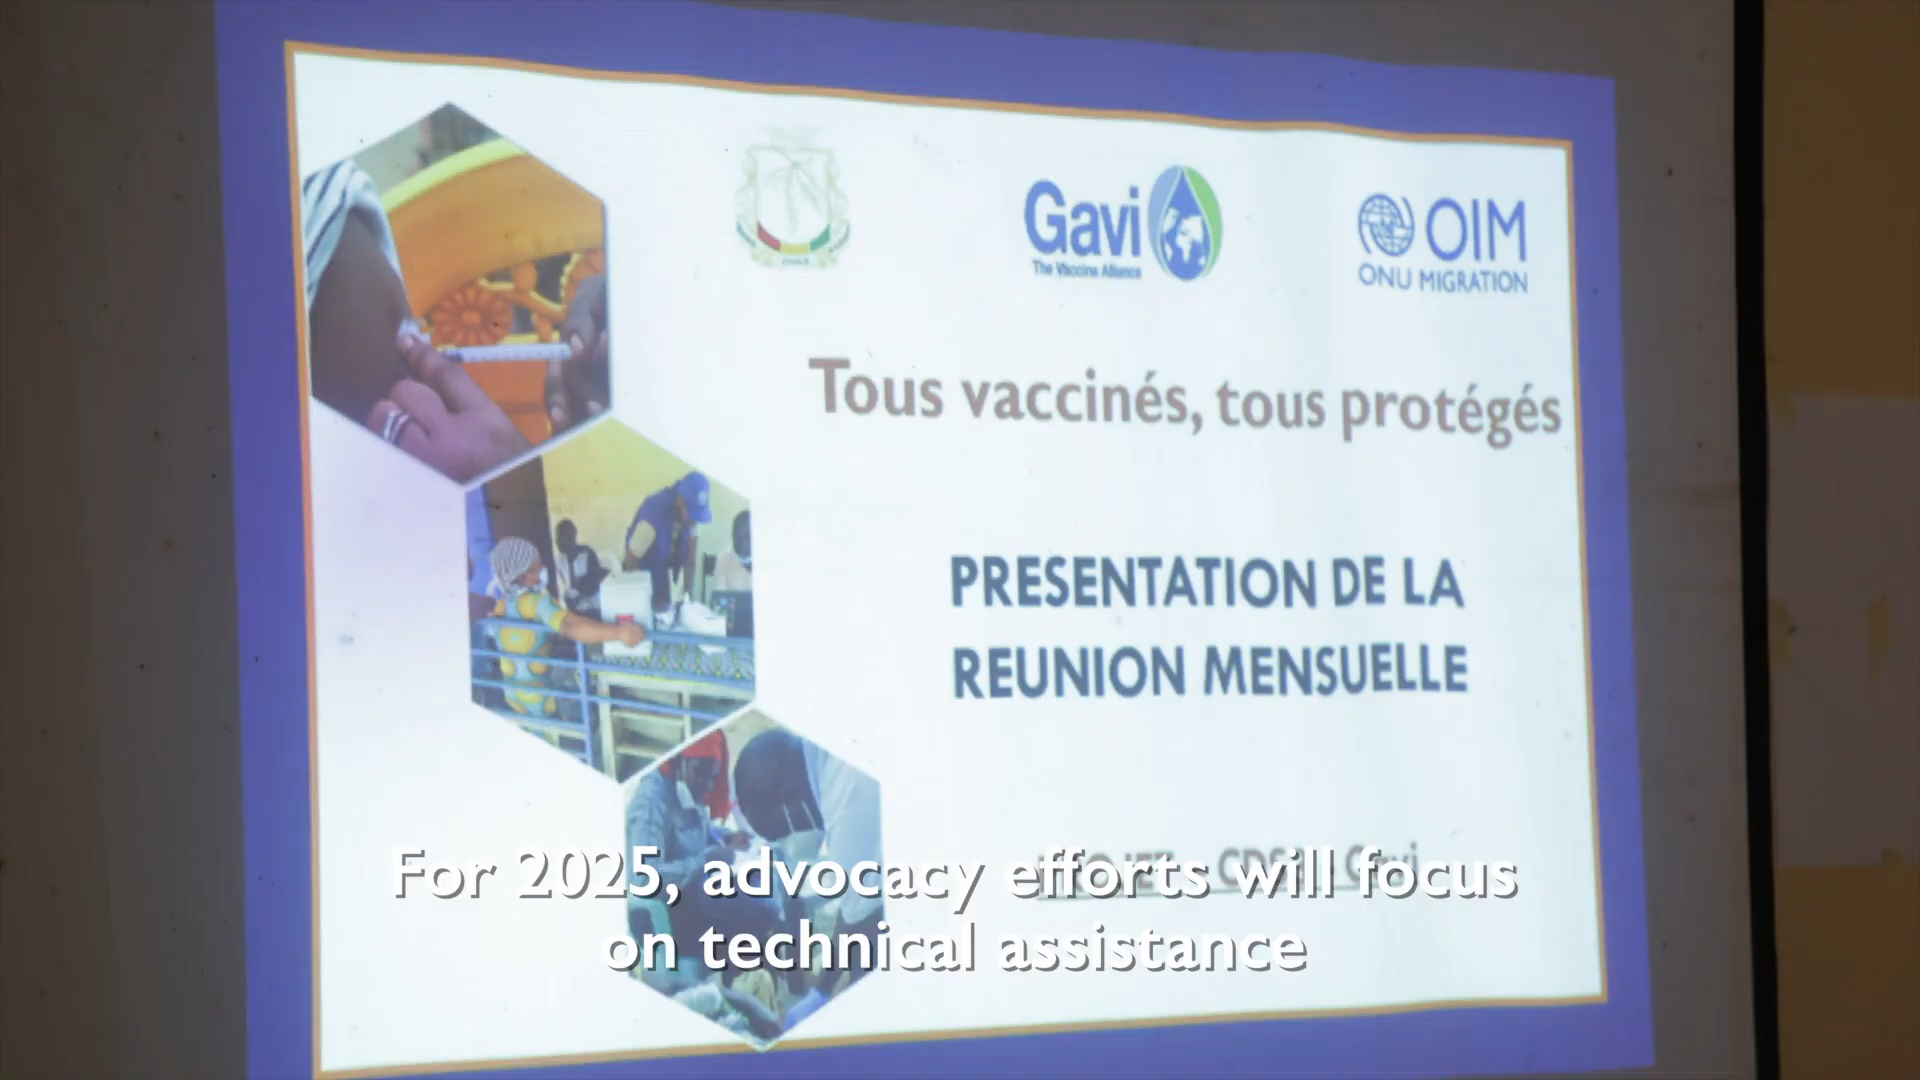 Gavi
The Vaccine Alliance
OIM
ONU MIGRATION
Tous vaccinés, tous protégés
PRESENTATION DE LA
REUNION MENSUELLE
For 2025, advocacy efforts will focus
on technical assistance